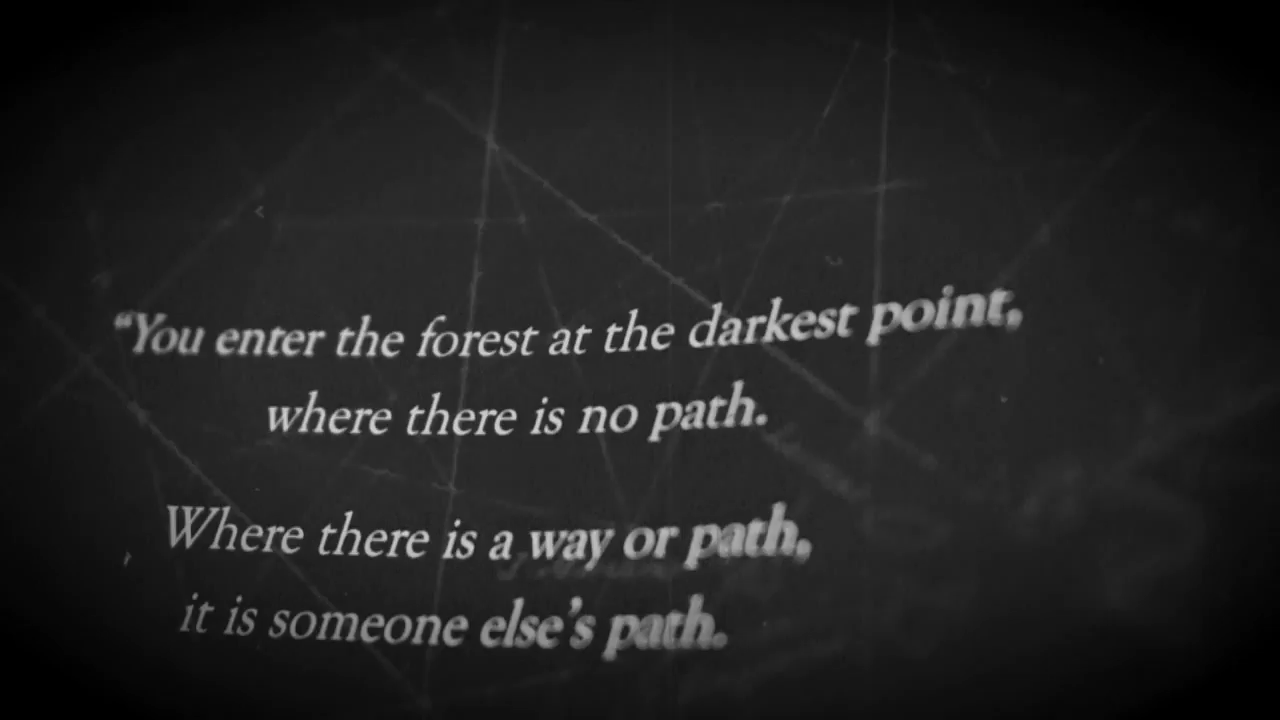 “You enter the forest at the darkest point,
where there is no path.
Where there is a way or path,
it is someone else’s path.